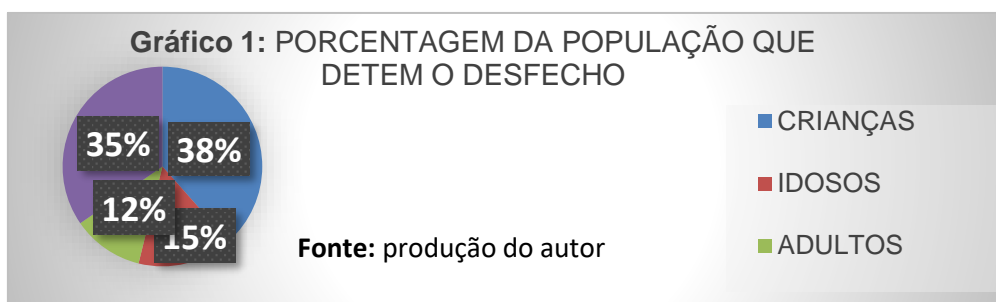 Gráfico 1: PORCENTAGEM DA POPULAÇÃO QUE
DETEM O DESFECHO
35%
38%
12%
15%
CRIANÇAS
IDOSOS
ADULTOS
Fonte: produção do autor